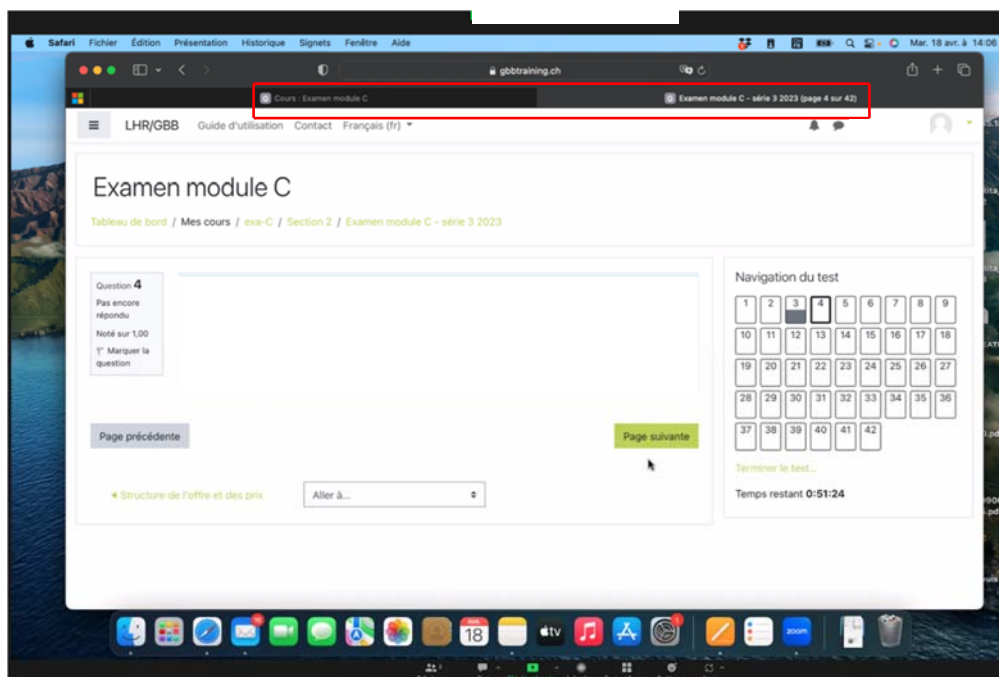 Safari Fichier Édition Présentation Historique Signets Fenêtre Aide
Mar. 18 avr. à 14:06
gbbtraining.ch
Cours : Examen module C
Examen module C – série 3 2023 (page 4 sur 42)
LHR/GBB Guide d'utilisation Contact Français (fr)
Examen module C
Tableau de bord / Mes cours / exa-C / Section 2 / Examen module C - série 3 2023
Question 4
Pas encore
répondu
Noté sur 1,00
Marquer la
question
Page précédente
Page suivante
◄ Structure de l'offre et des prix
Aller à...
Navigation du test
1 2 3 4 5 6 7 8 9
10 11 12 13 14 15 16 17 18
19 20 21 22 23 24 25 26 27
28 29 30 31 32 33 34 35 36
37 38 39 40 41 42
Terminer le test...
Temps restant 0:51:24
18
tv
zoom